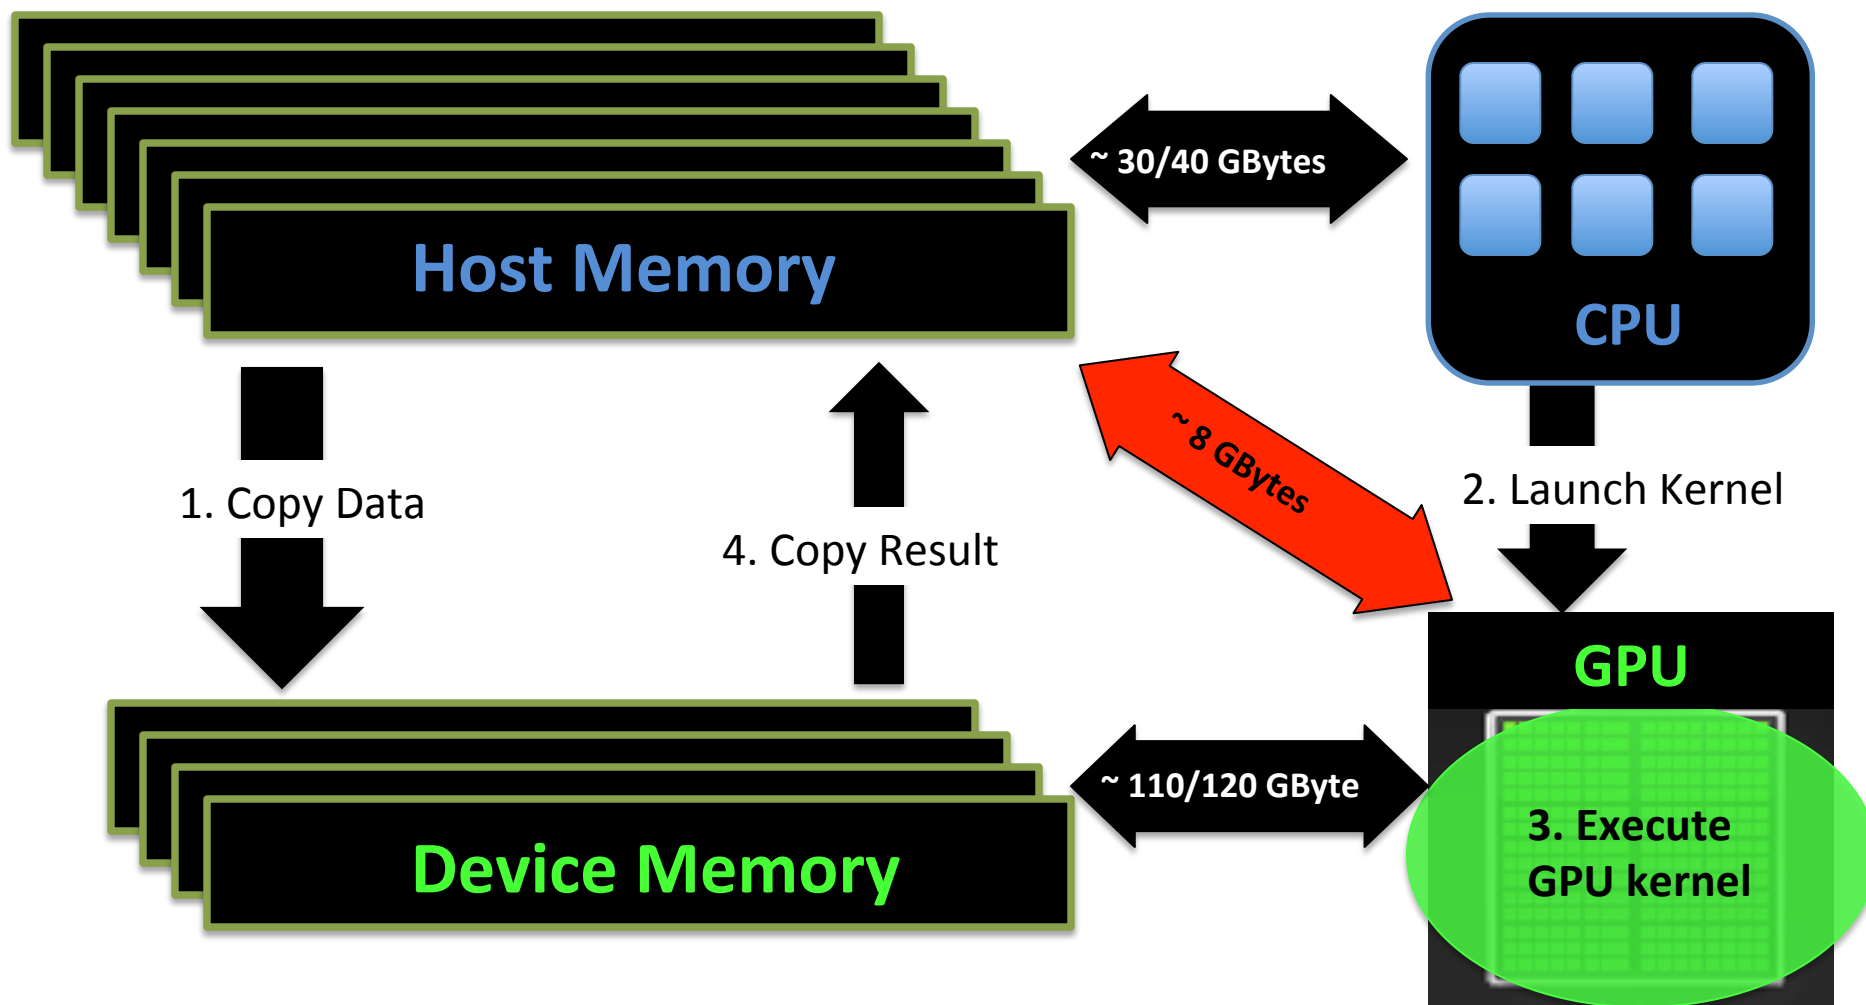 ~ 30/40 GBytes
Host Memory
CPU
~ 8 GBytes
1. Copy Data
2. Launch Kernel
4. Copy Result
GPU
~ 110/120 GByte
3. Execute
GPU kernel
Device Memory